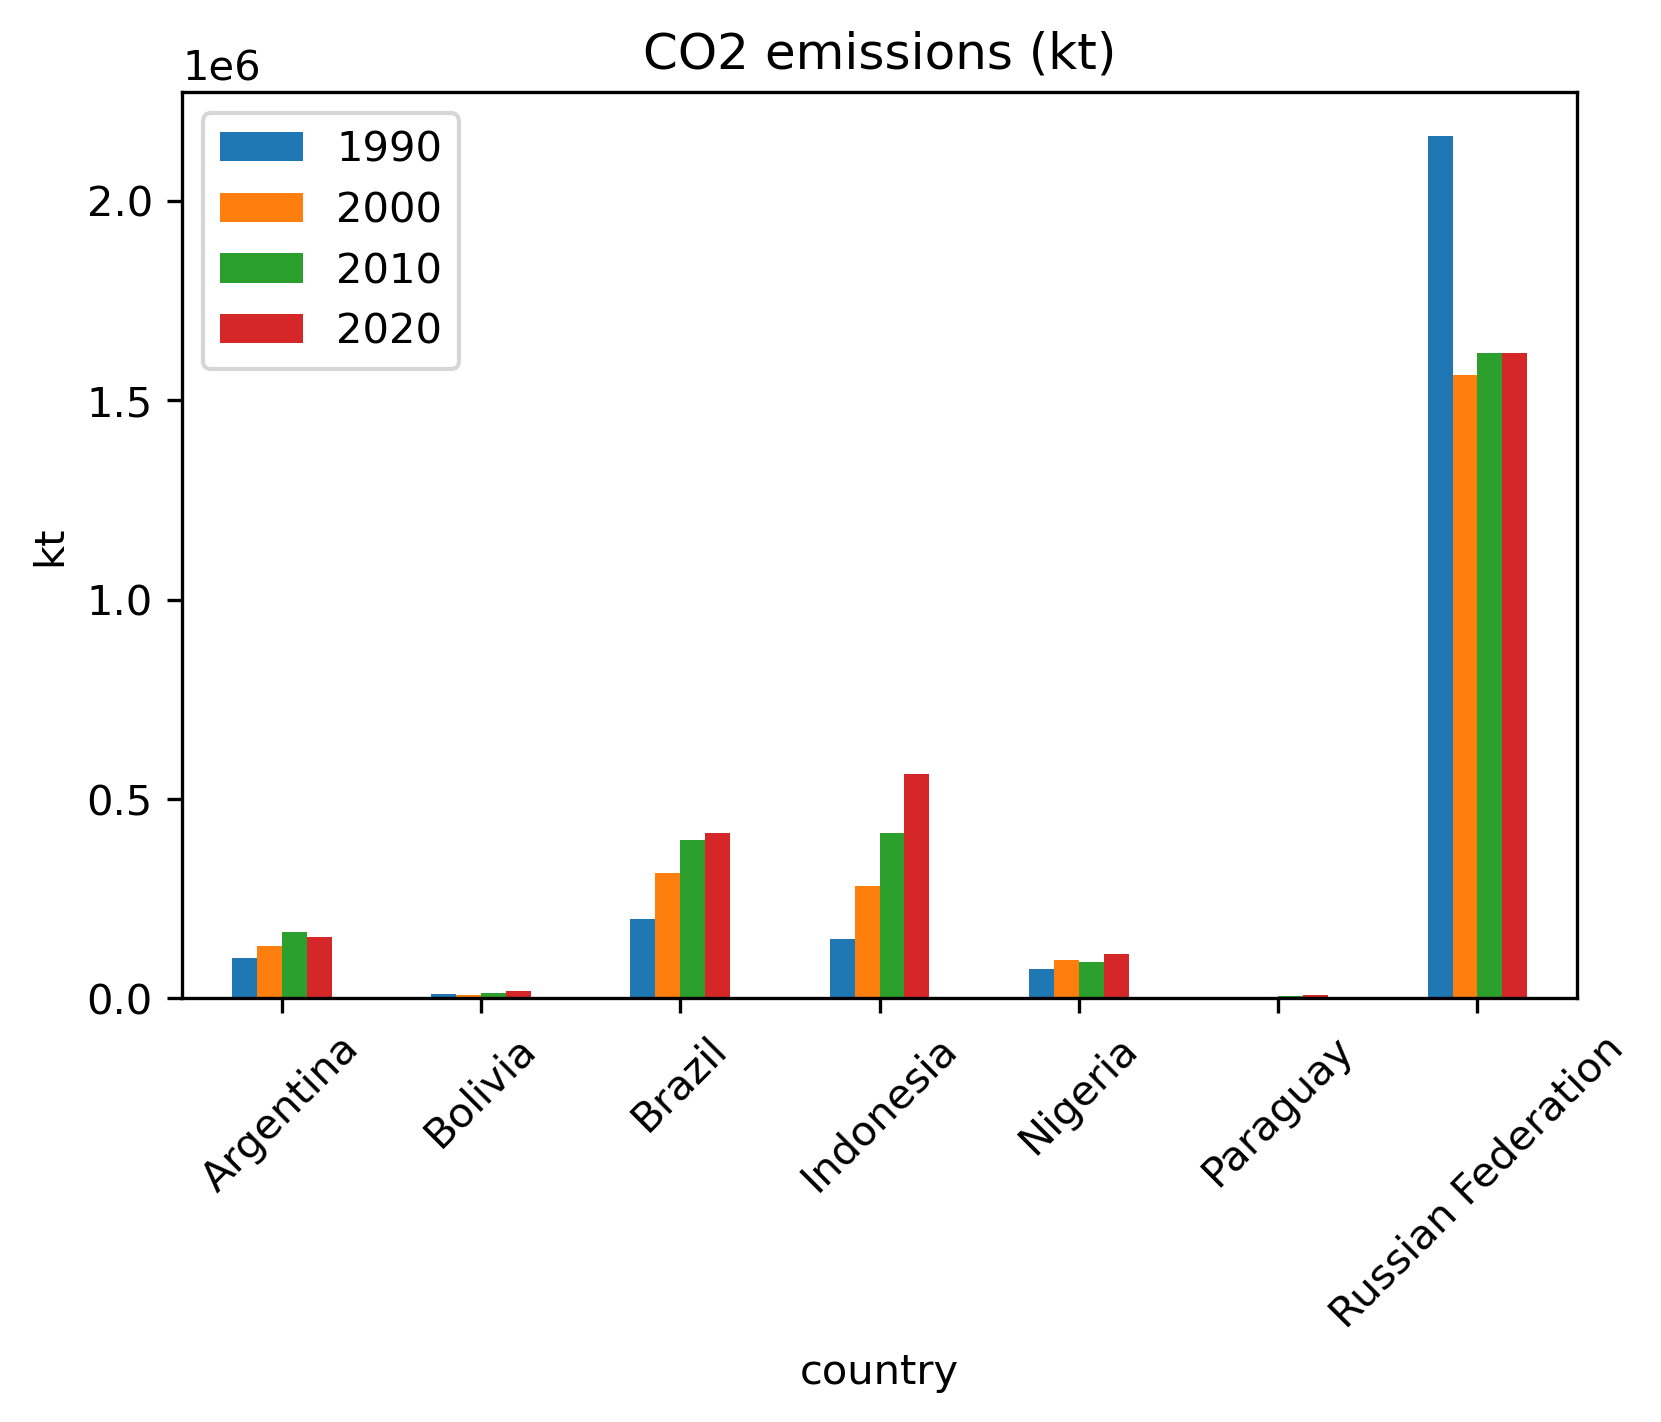 CO2 emissions (kt)
1e6
1990
2000
2010
2020
2.0
1.5
1.0
0.5
0.0
kt
Argentina
Bolivia
Brazil
Indonesia
Nigeria
Paraguay
Russian Federation
country